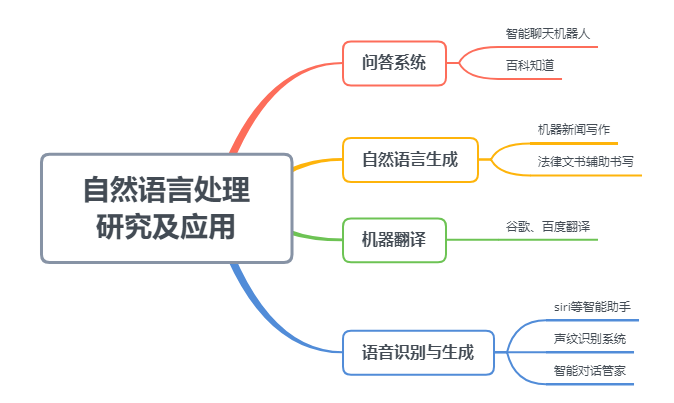 自然语言处理
研究及应用
问答系统
智能聊天机器人
百科知道
自然语言生成
机器新闻写作
法律文书辅助书写
机器翻译
谷歌、百度翻译
语音识别与生成
siri等智能助手
声纹识别系统
智能对话管家